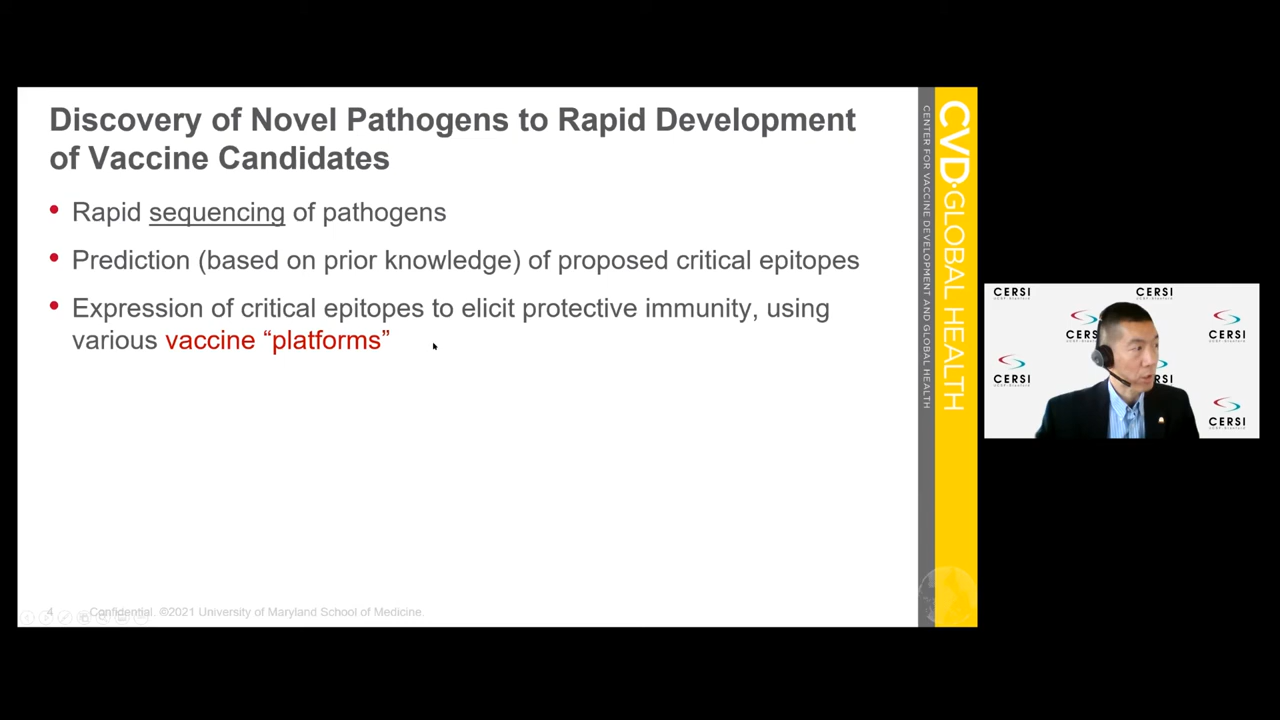 Discovery of Novel Pathogens to Rapid Development
of Vaccine Candidates
• Rapid sequencing of pathogens
• Prediction (based on prior knowledge) of proposed critical epitopes
• Expression of critical epitopes to elicit protective immunity, using
various vaccine “platforms”
4 Confidential. ©2021 University of Maryland School of Medicine.
CVD·GLOBAL HEALTH
CENTER FOR VACCINE DEVELOPMENT AND GLOBAL HEALTH
CERSI
CERSI
CERSI
CERSI
CERSI
CERSI